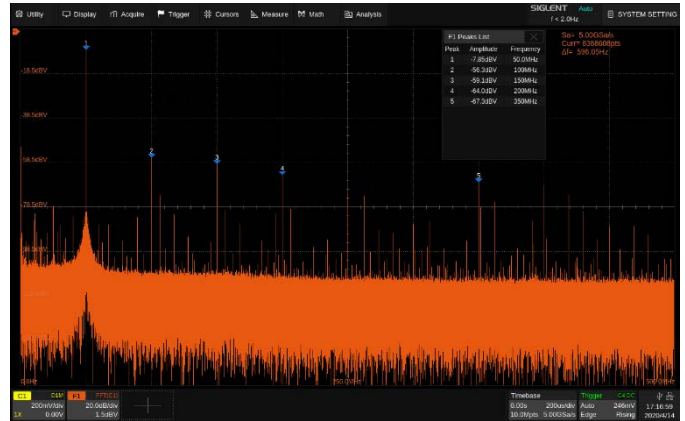 Utility Display Acquire Trigger Cursors Measure Math Analysis SIGLENT Auto SYSTEM SETTING
f < 2.0Hz
F1 Peaks List
Peak Amplitude Frequency
1 -7.85dBV 50.0MHz
2 -56.3dBV 100MHz
3 -59.1dBV 150MHz
4 -64.0dBV 200MHz
5 -67.3dBV 350MHz
Sa= 5.00GSa/s
Curr= 8388608pts
Δf= 596.05Hz
1
-18.5dBV
-38.5dBV
2
3
-58.5dBV
4
5
-78.5dBV
-98.5dBV
0.0Hz 250.0MHz 500.0MHz
C1 F1 FFT(C1)
200mV/div 20.0dB/div
1X 0.00V 1.5dBV
Timebase Trigger C4 DC
0.00s 200us/div Auto 246mV 17:16:59
10.0Mpts 5.00GSa/s Edge Rising 2020/4/14